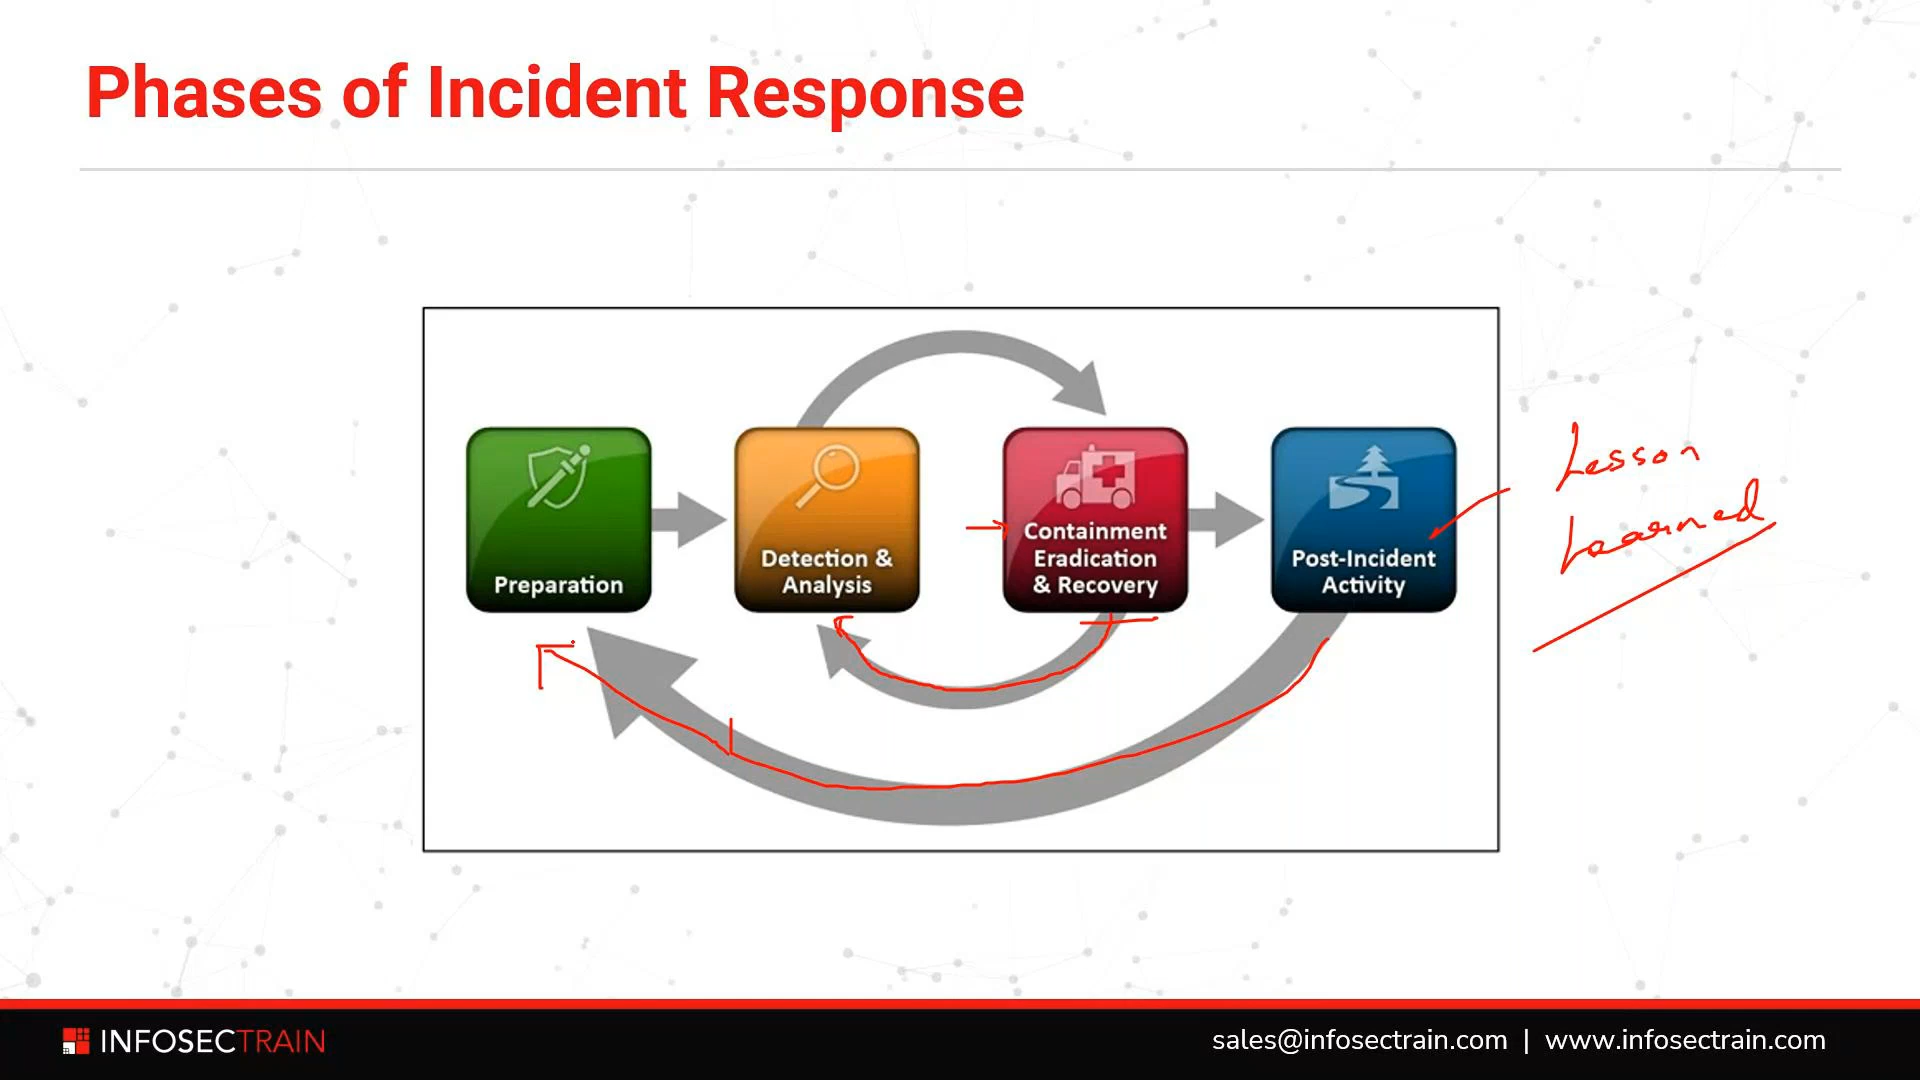 Phases of Incident Response
Preparation
Detection &
Analysis
Containment
Eradication
& Recovery
Post-Incident
Activity
Lesson
Learned
INFOSECTRAIN
sales@infosectrain.com | www.infosectrain.com